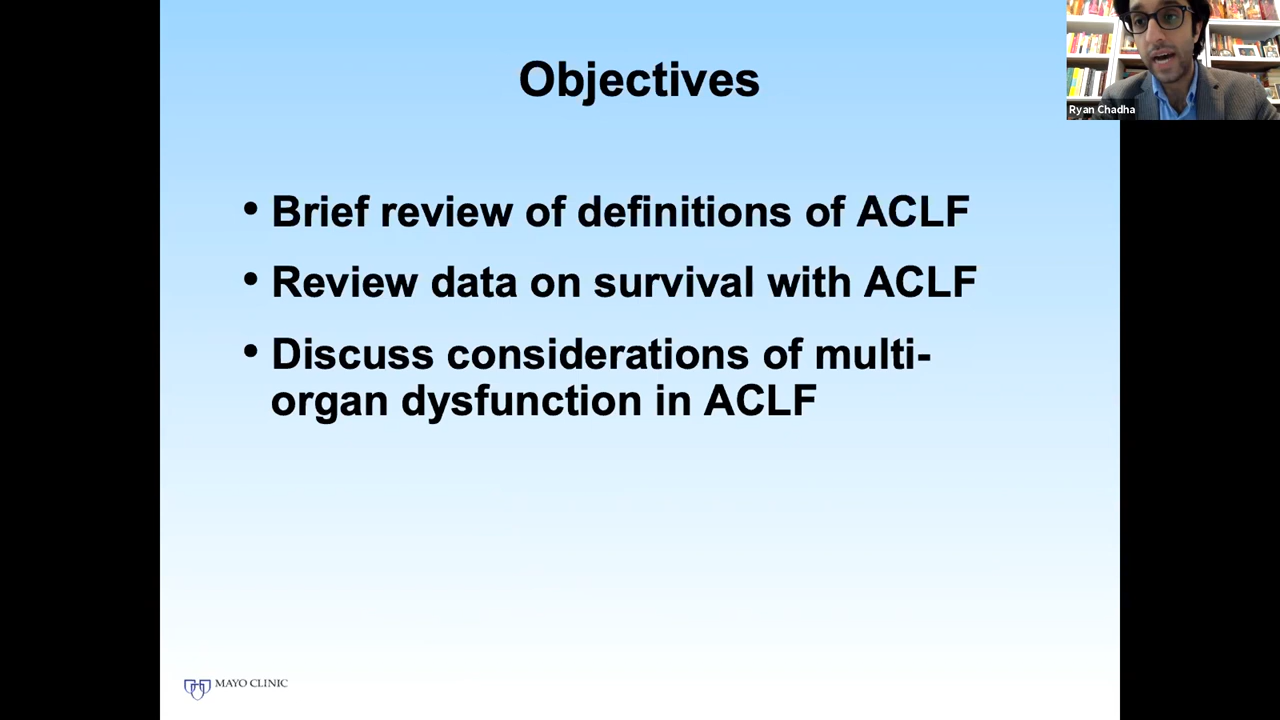 Objectives
Ryan Chadha
• Brief review of definitions of ACLF
• Review data on survival with ACLF
• Discuss considerations of multi-
organ dysfunction in ACLF
MAYO CLINIC